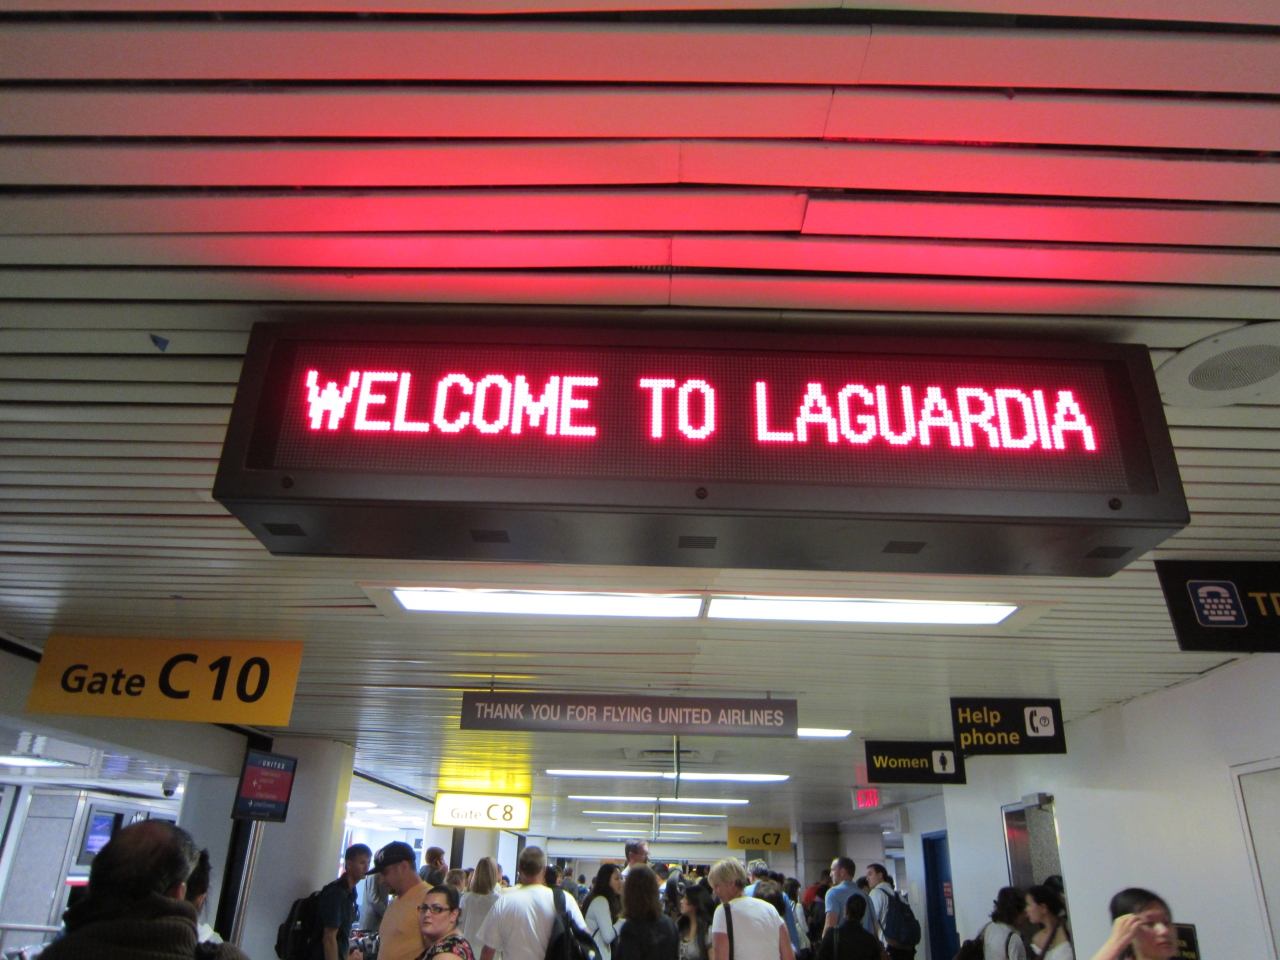 WELCOME TO LAGUARDIA
Gate C10
THANK YOU FOR FLYING UNITED AIRLINES
Help
phone
Women
UNITED
Gate C8
EXIT
Gate C7